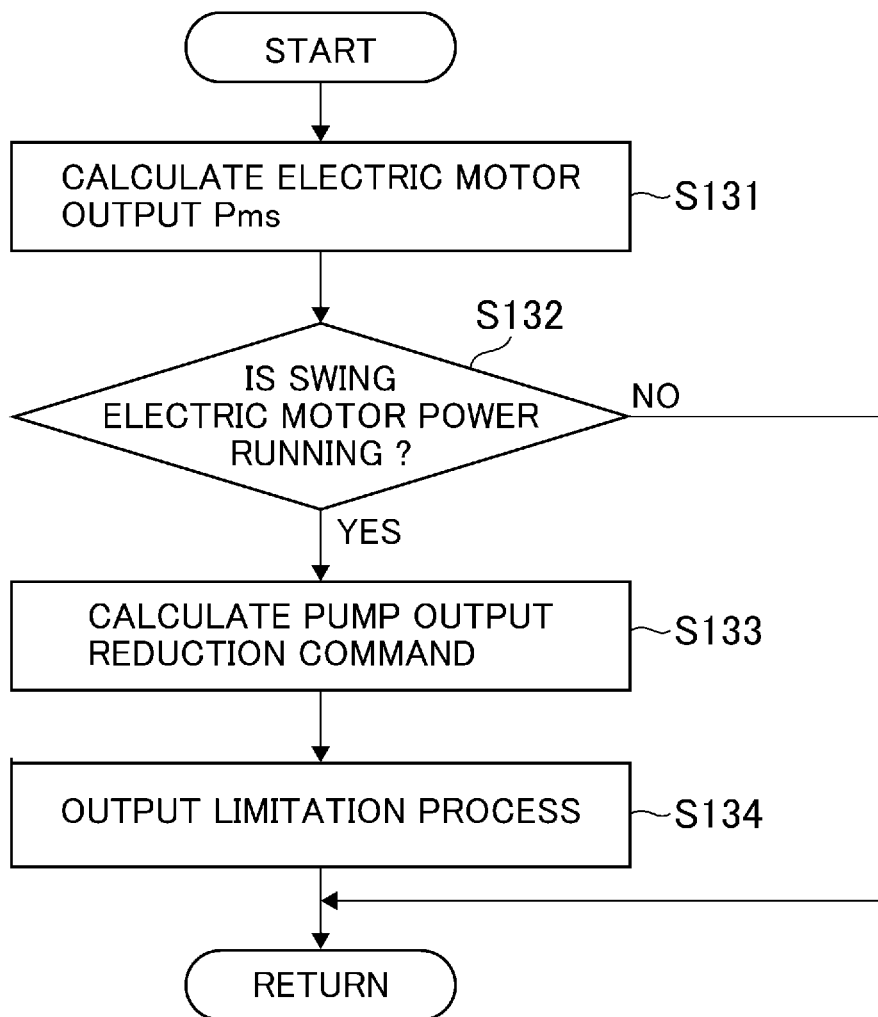 START
CALCULATE ELECTRIC MOTOR
OUTPUT Pms
S131
S132
IS SWING
ELECTRIC MOTOR POWER
RUNNING ?
NO
YES
CALCULATE PUMP OUTPUT
REDUCTION COMMAND
S133
OUTPUT LIMITATION PROCESS
S134
RETURN